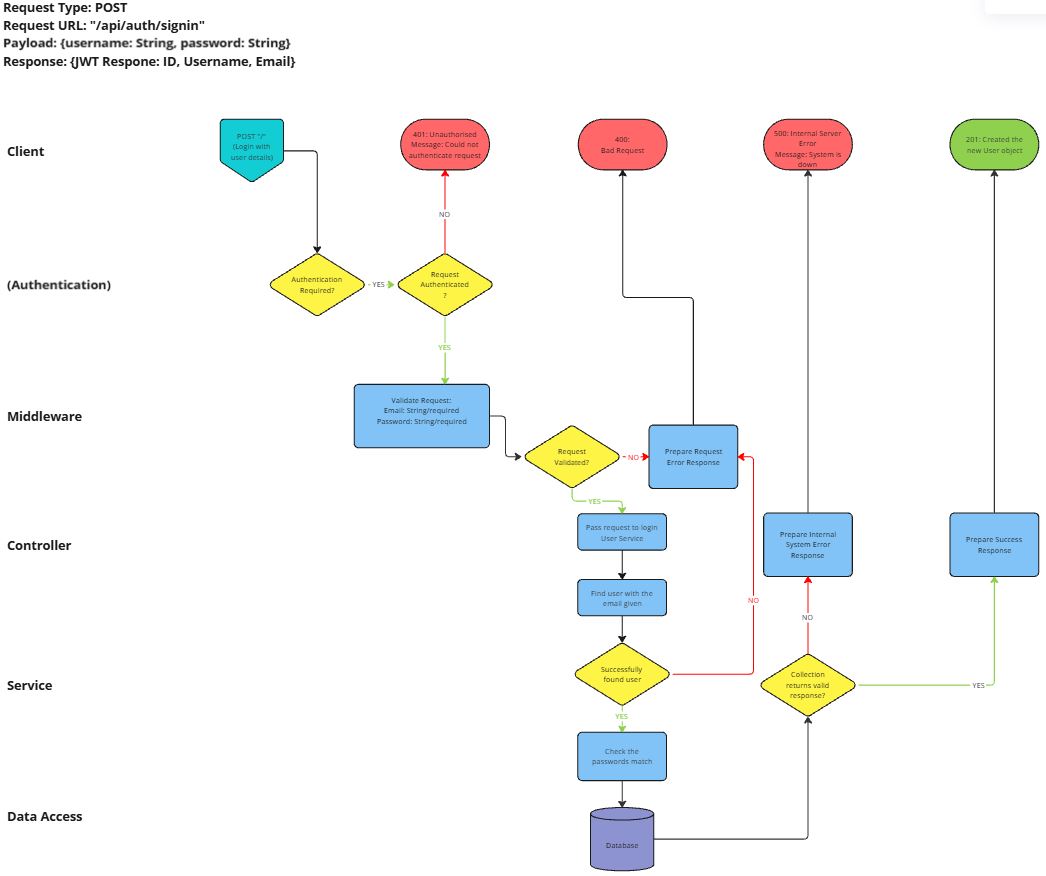 Request Type: POST
Request URL: "/api/auth/signin"
Payload: {username: String, password: String}
Response: {JWT Respone: ID, Username, Email}
Client
POST "/"
(Login with
user details)
401: Unauthorised
Message: Could not
authenticate request
400:
Bad Request
500: Internal Server
Error
Message: System is
down
201: Created the
new User object
NO
(Authentication)
Authentication
Required?
YES
Request
Authenticated
?
YES
Middleware
Validate Request:
Email: String/required
Password: String/required
Request
Validated?
NO
Prepare Request
Error Response
YES
Controller
Pass request to login
User Service
Prepare Internal
System Error
Response
Prepare Success
Response
Find user with the
email given
NO
NO
Service
Successfully
found user
Collection
returns valid
response?
YES
YES
Check the
passwords match
Data Access
Database